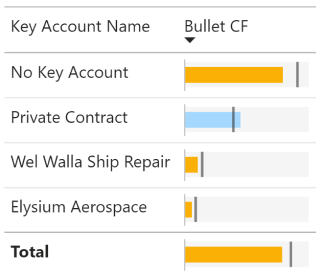 Key Account Name Bullet CF
No Key Account
Private Contract
Wel Walla Ship Repair
Elysium Aerospace
Total